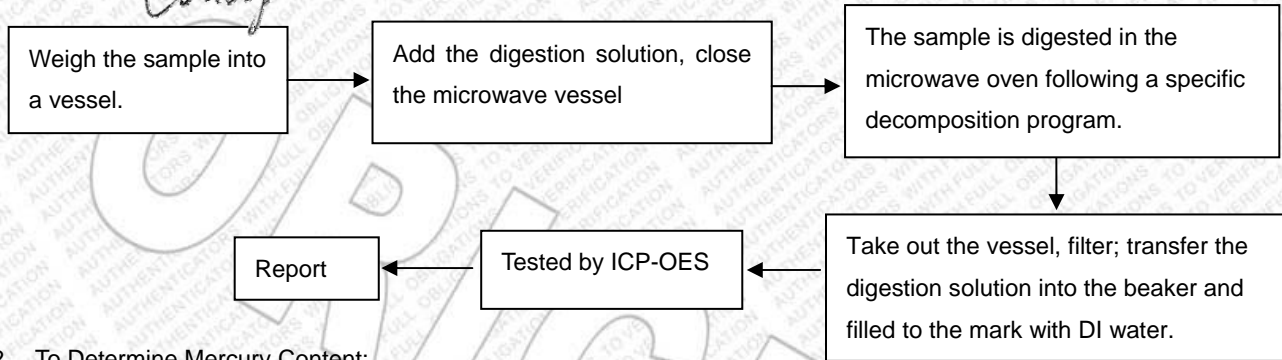 Weigh the sample into
a vessel.
Add the digestion solution, close
the microwave vessel
The sample is digested in the
microwave oven following a specific
decomposition program.
Take out the vessel, filter; transfer the
digestion solution into the beaker and
filled to the mark with DI water.
Tested by ICP-OES
Report
To Determine Mercury Content: